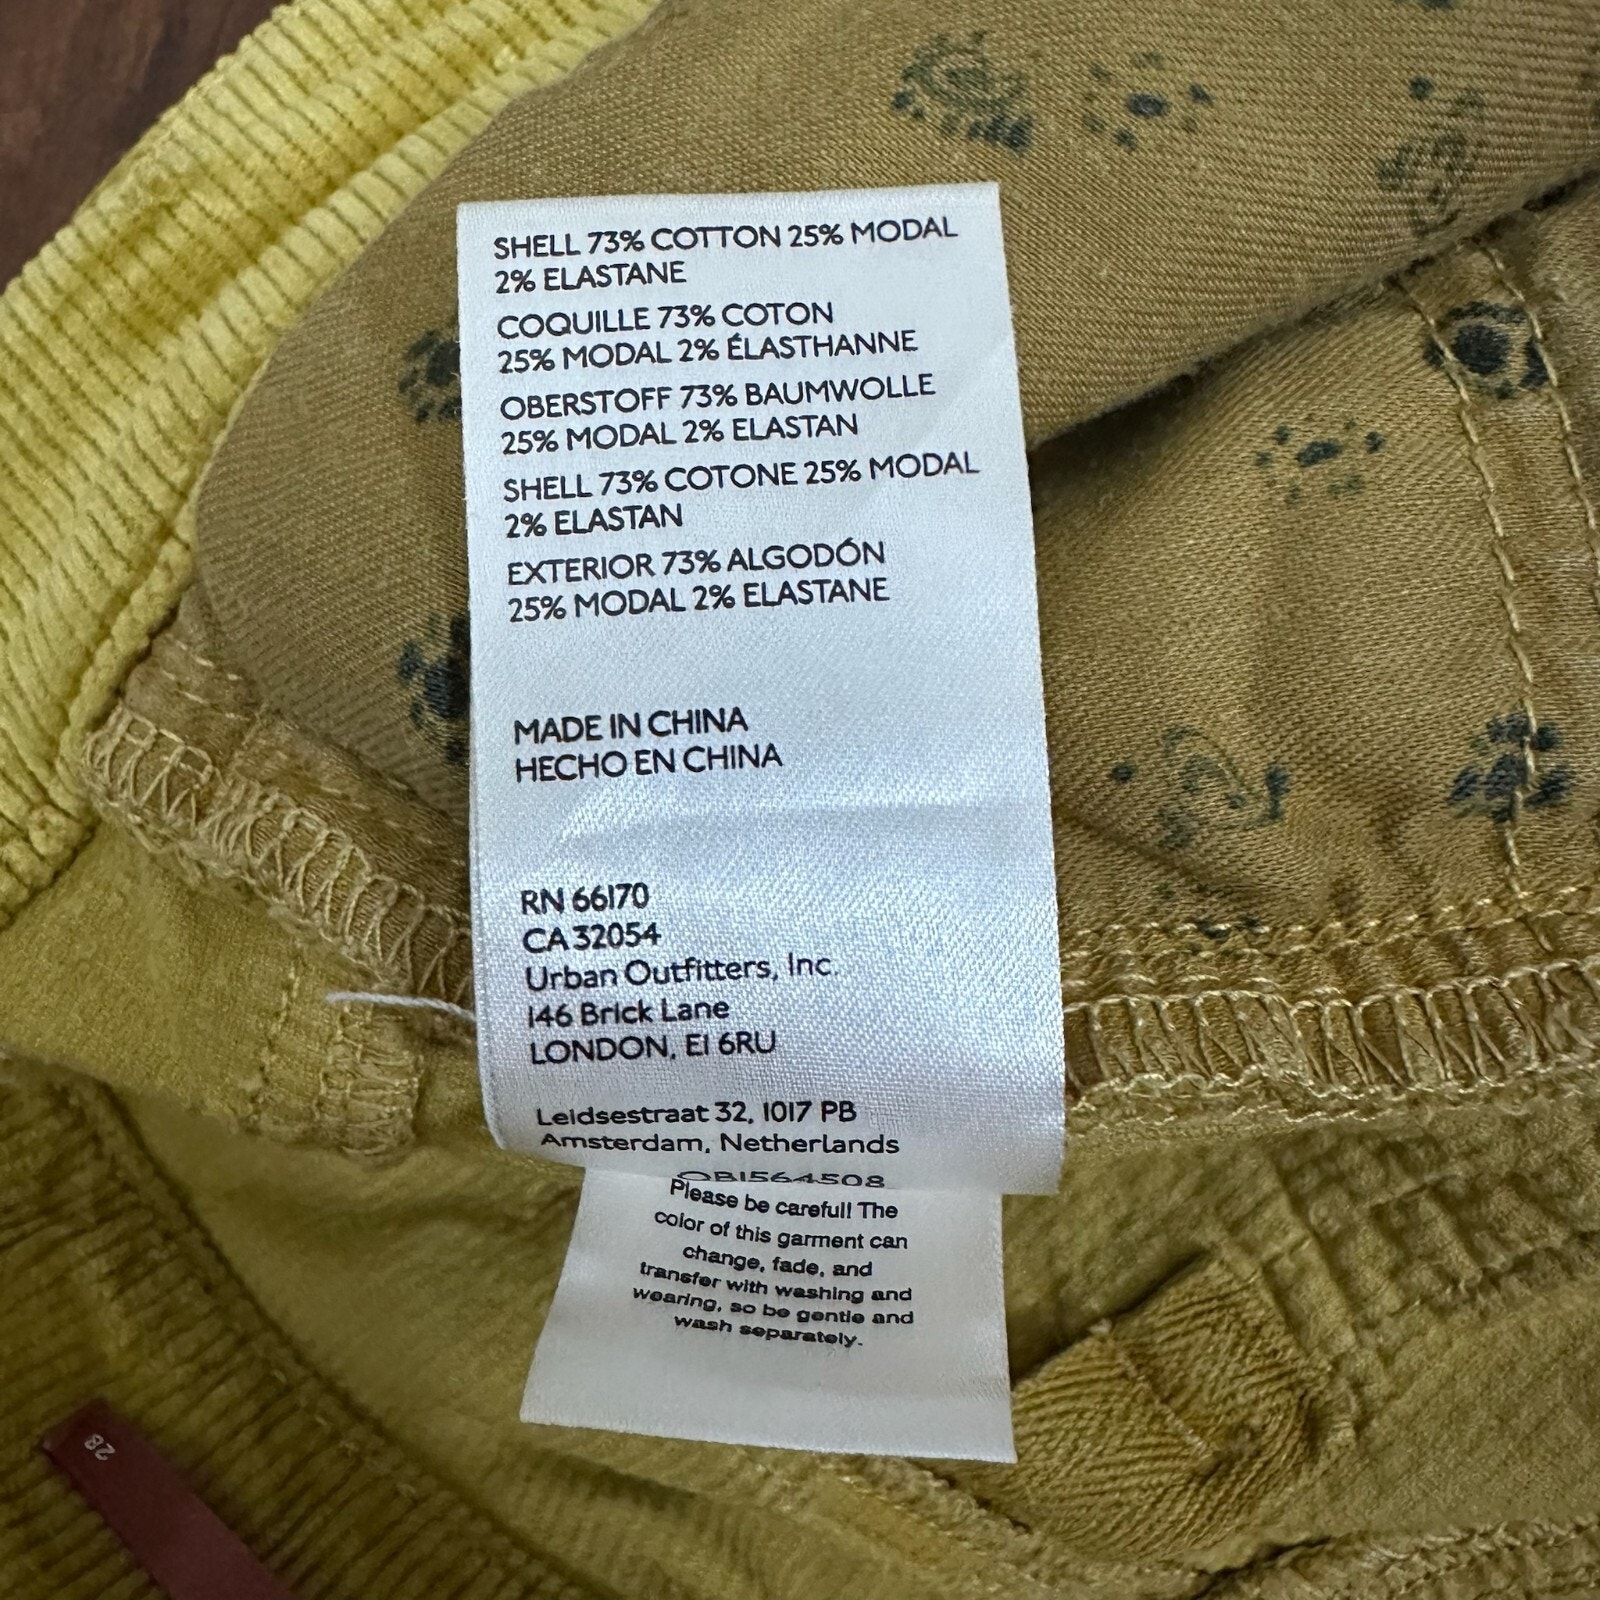 SHELL 73% COTTON 25% MODAL
2% ELASTANE
COQUILLE 73% COTON
25% MODAL 2% ÉLASTHANNE
OBERSTOFF 73% BAUMWOLLE
25% MODAL 2% ELASTAN
SHELL 73% COTONE 25% MODAL
2% ELASTAN
EXTERIOR 73% ALGODÓN
25% MODAL 2% ELASTANE
MADE IN CHINA
HECHO EN CHINA
RN 66170
CA 32054
Urban Outfitters, Inc.
146 Brick Lane
LONDON, E1 6RU
Leidsestraat 32, 1017 PB
Amsterdam, Netherlands
OB1564508
Please be careful! The
color of this garment can
change, fade, and
transfer with washing and
wearing, so be gentle and
wash separately.
28